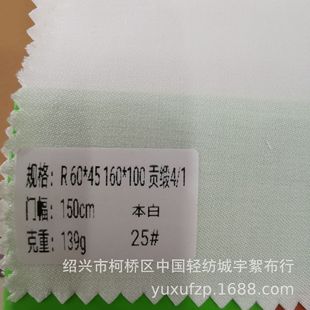 规格: R 60*45 160*100 贡缎4/1
门幅: 150cm 本白
克重: 139g 25#
绍兴市柯桥区中国轻纺城宇絮布行
yuxufzp.1688.com